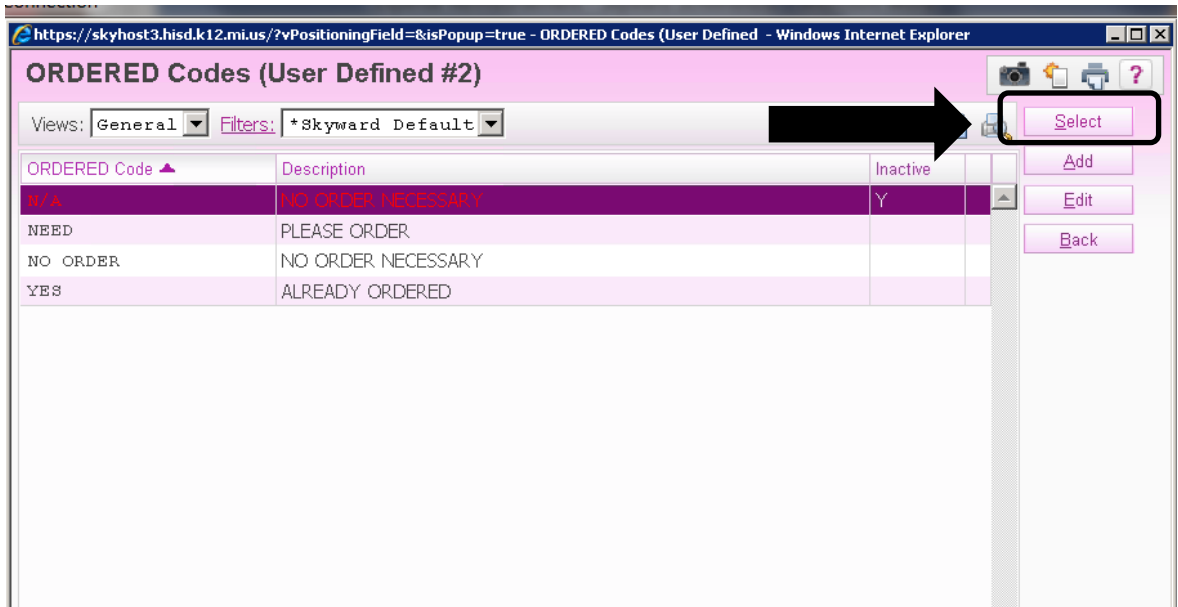 https://skyhost3.hisd.k12.mi.us/?vPositioningField=&isPopup=true - ORDERED Codes (User Defined - Windows Internet Explorer
ORDERED Codes (User Defined #2)
?
Views: General Filters: *Skyward Default
Select
ORDERED Code Description Inactive
Add
N/A NO ORDER NECESSARY Y
Edit
NEED PLEASE ORDER
Back
NO ORDER NO ORDER NECESSARY
YES ALREADY ORDERED